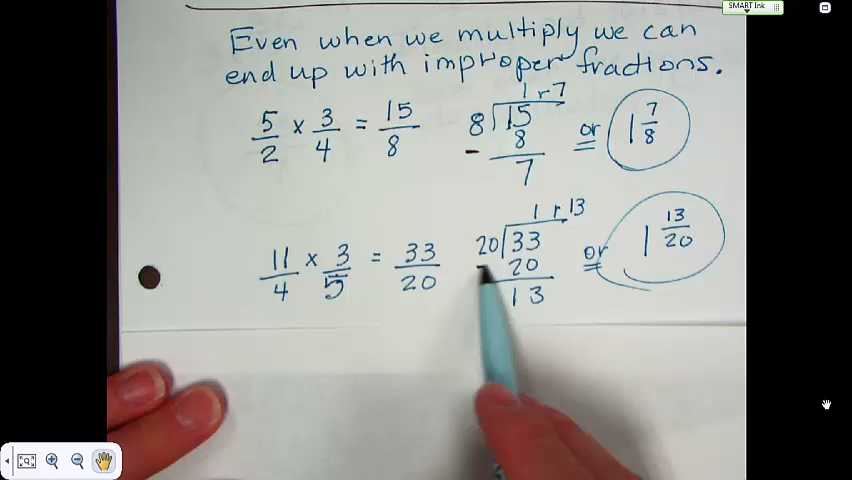 SMART Ink
Even when we multiply we can
end up with improper fractions.
5/2 × 3/4 = 15/8
1 r 7
8)15
- 8
7
or 1 7/8
11/4 × 3/5 = 33/20
1 r 13
20)33
- 20
13
or 1 13/20